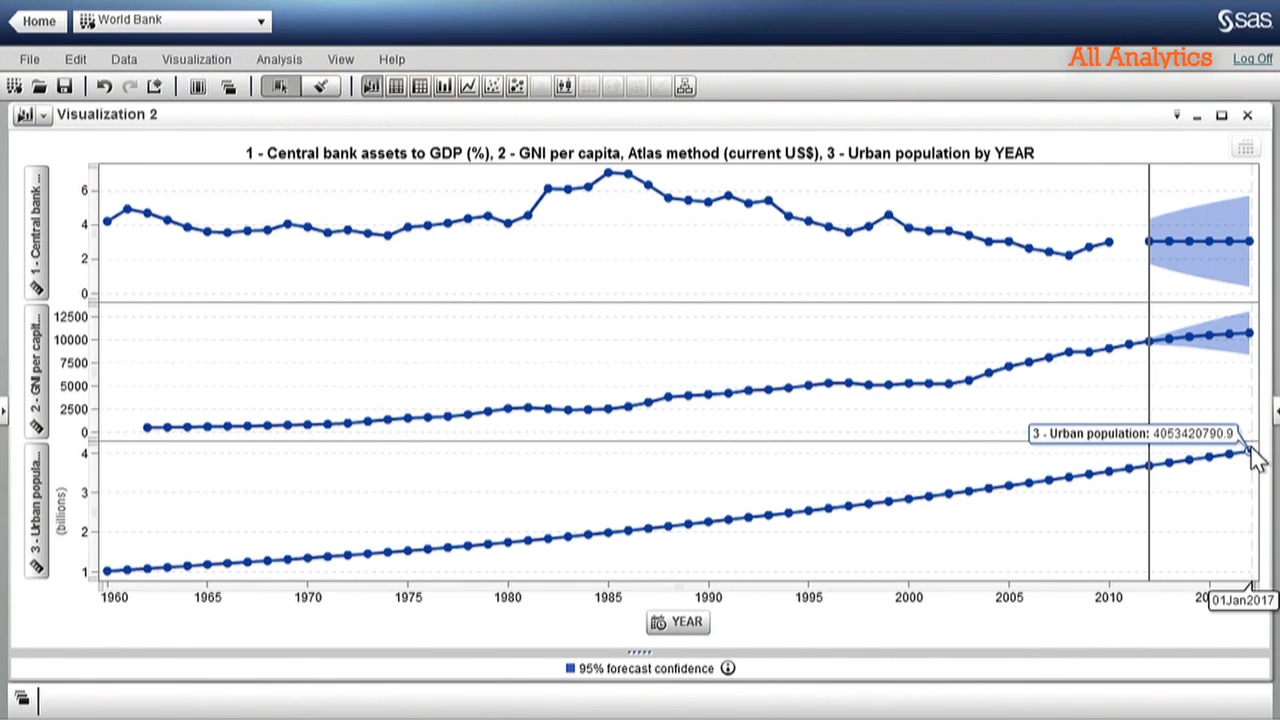 Home
World Bank
sas
File Edit Data Visualization Analysis View Help
All Analytics
Log Off
Visualization 2
1 - Central bank assets to GDP (%), 2 - GNI per capita, Atlas method (current US$), 3 - Urban population by YEAR
1 - Central bank ...
6
4
2
0
2 - GNI per capit...
12500
10000
7500
5000
2500
0
3 - Urban population: 4053420790.9
3 - Urban popula...
(billions)
4
3
2
1
1960 1965 1970 1975 1980 1985 1990 1995 2000 2005 2010
01Jan2017
YEAR
95% forecast confidence